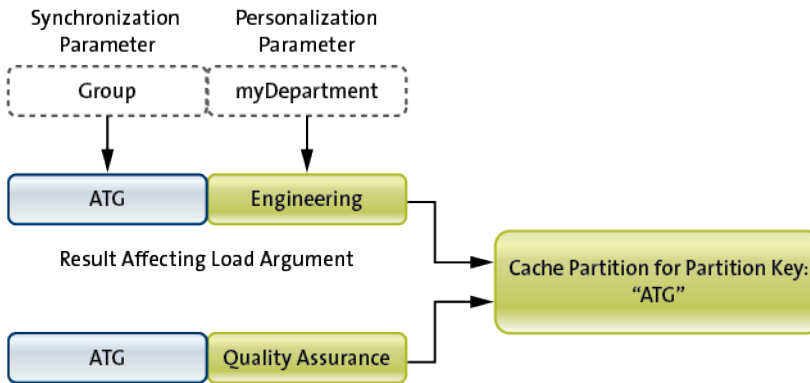 Synchronization
Parameter
Personalization
Parameter
Group
myDepartment
ATG
Engineering
Result Affecting Load Argument
Cache Partition for Partition Key:
“ATG”
ATG
Quality Assurance